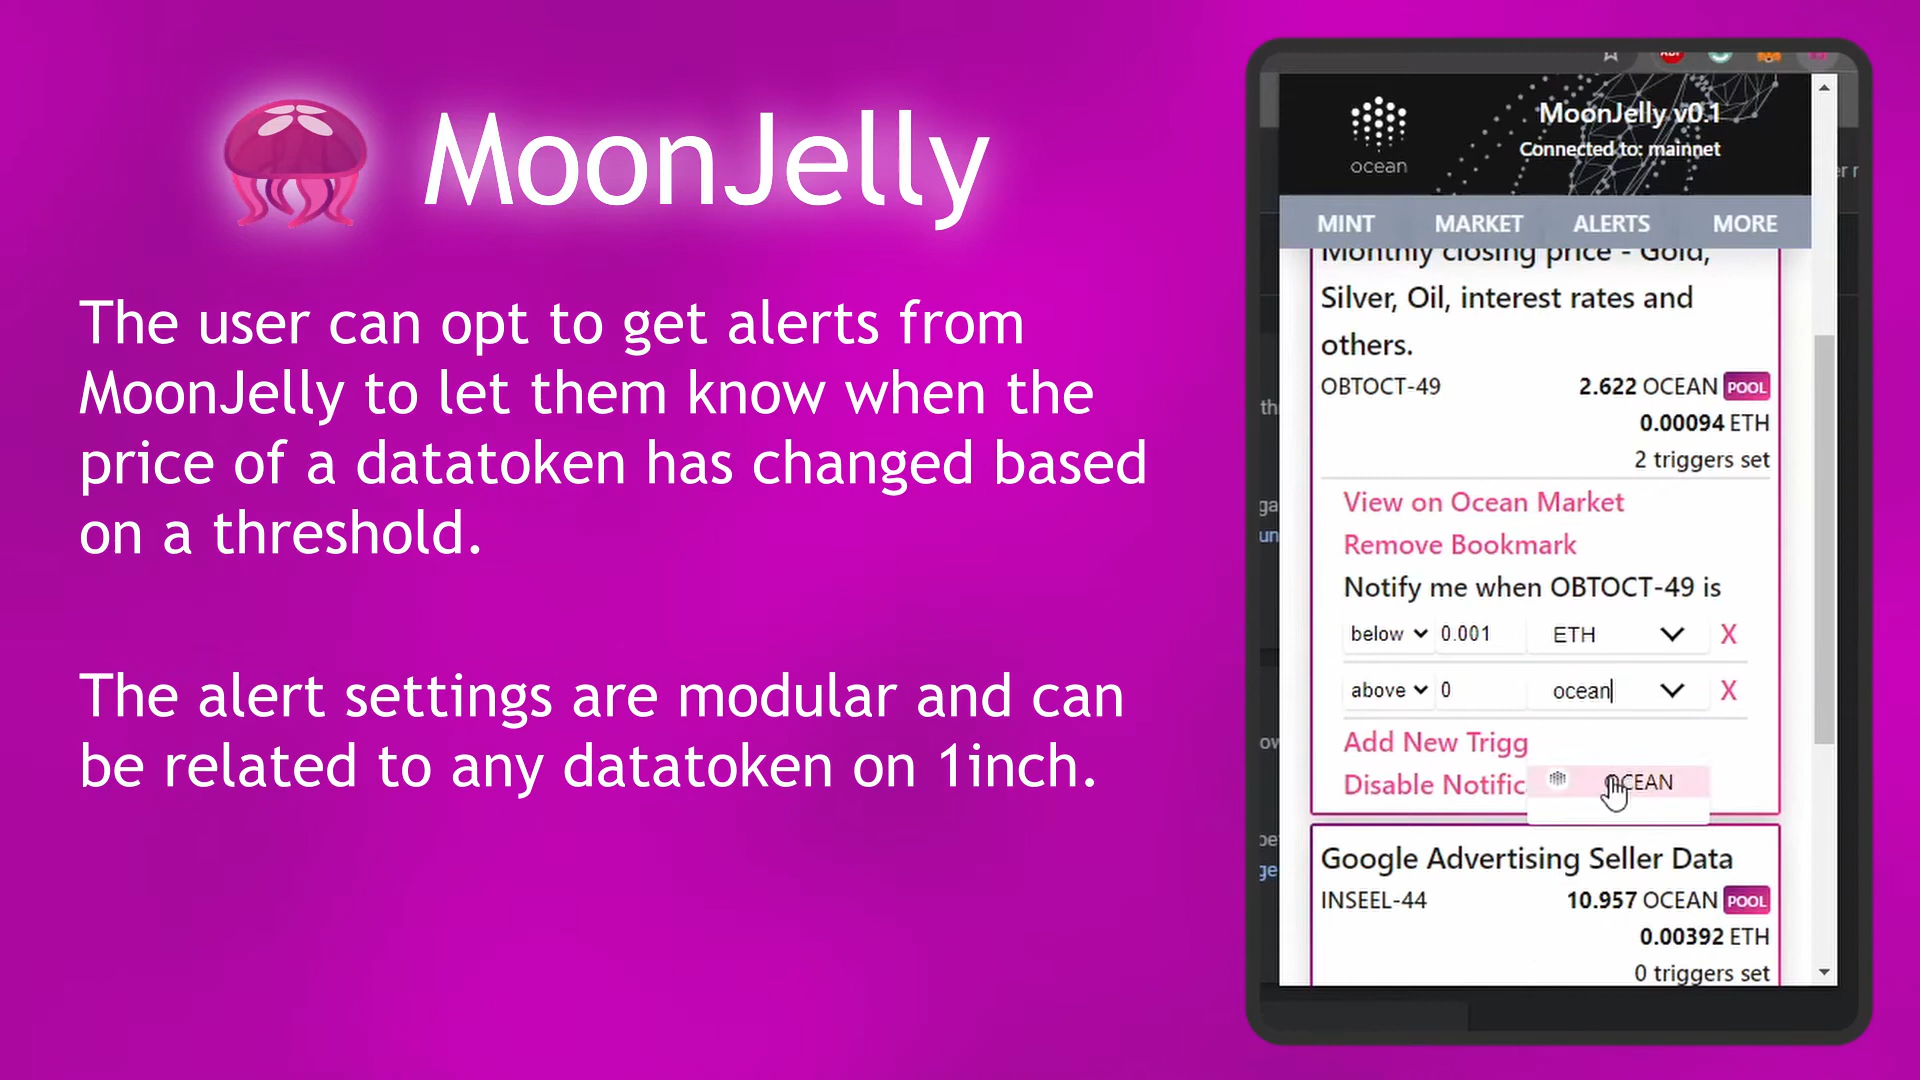 MoonJelly
The user can opt to get alerts from
MoonJelly to let them know when the
price of a datatoken has changed based
on a threshold.
The alert settings are modular and can
be related to any datatoken on 1inch.
ocean
MoonJelly v0.1
Connected to: mainnet
MINT MARKET ALERTS MORE
Monthly closing price - Gold,
Silver, Oil, interest rates and
others.
OBTOCT-49 2.622 OCEAN POOL
0.00094 ETH
2 triggers set
View on Ocean Market
Remove Bookmark
Notify me when OBTOCT-49 is
below 0.001 ETH X
above 0 ocean X
Add New Trigg
Disable Notific
OCEAN
Google Advertising Seller Data
INSEEL-44 10.957 OCEAN POOL
0.00392 ETH
0 triggers set